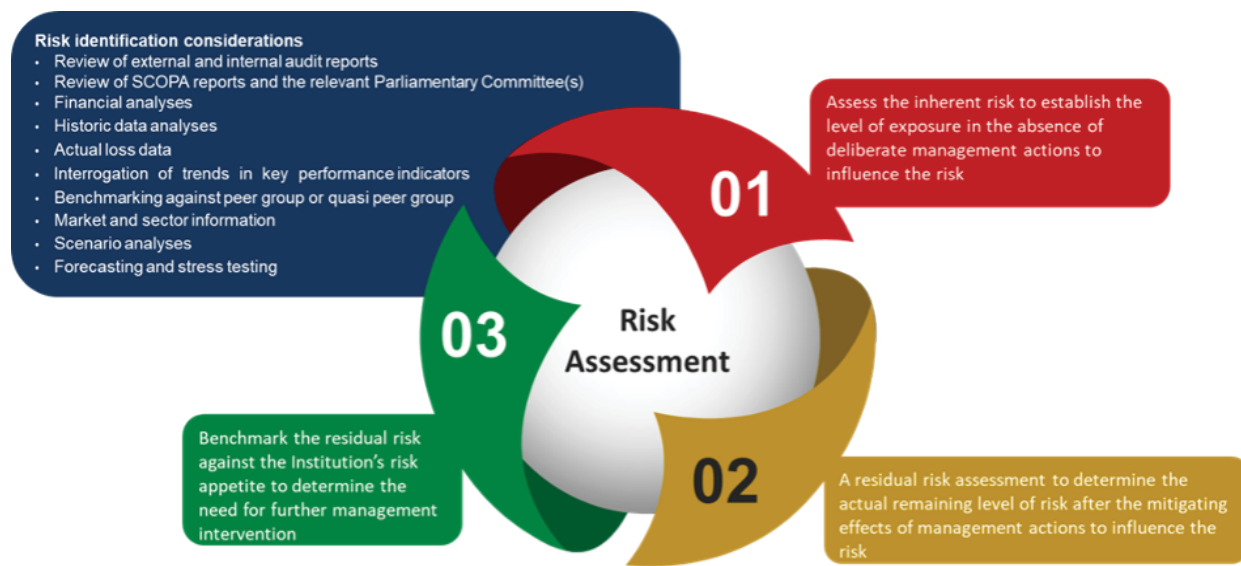 Risk identification considerations
• Review of external and internal audit reports
• Review of SCOPA reports and the relevant Parliamentary Committee(s)
• Financial analyses
• Historic data analyses
• Actual loss data
• Interrogation of trends in key performance indicators
• Benchmarking against peer group or quasi peer group
• Market and sector information
• Scenario analyses
• Forecasting and stress testing
01
Assess the inherent risk to establish the
level of exposure in the absence of
deliberate management actions to
influence the risk
Risk
Assessment
02
A residual risk assessment to determine the
actual remaining level of risk after the mitigating
effects of management actions to influence the
risk
03
Benchmark the residual risk
against the Institution’s risk
appetite to determine the
need for further management
intervention